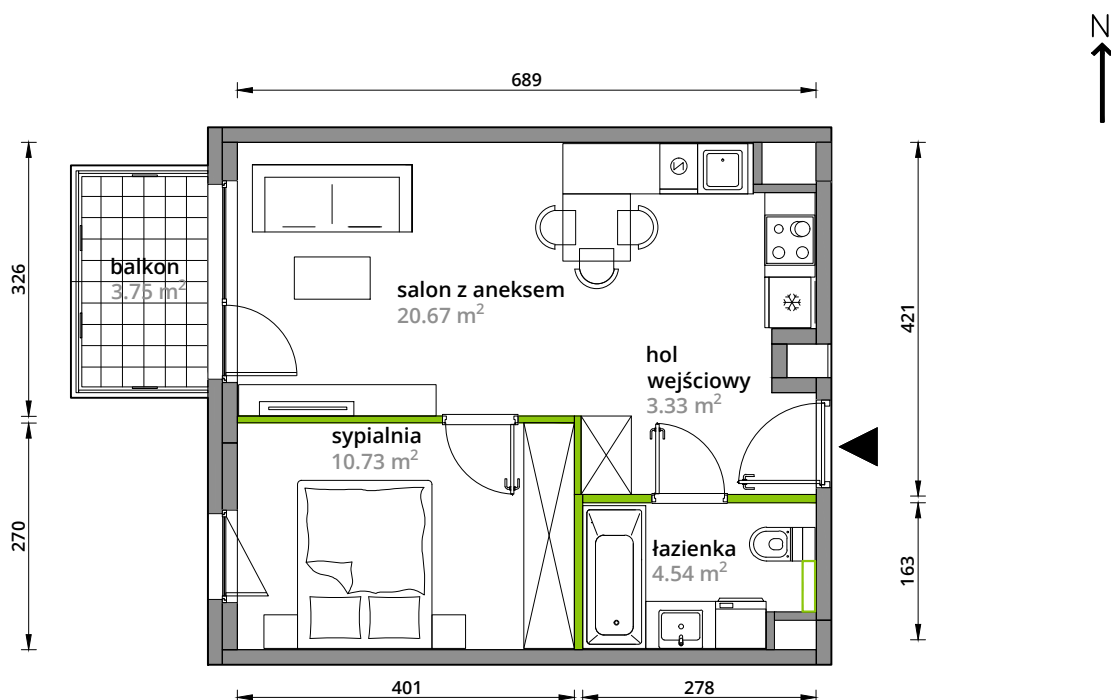 N
689
326
balkon
3.75 m²
salon z aneksem
20.67 m²
421
hol
wejściowy
3.33 m²
sypialnia
10.73 m²
270
łazienka
4.54 m²
163
401
278